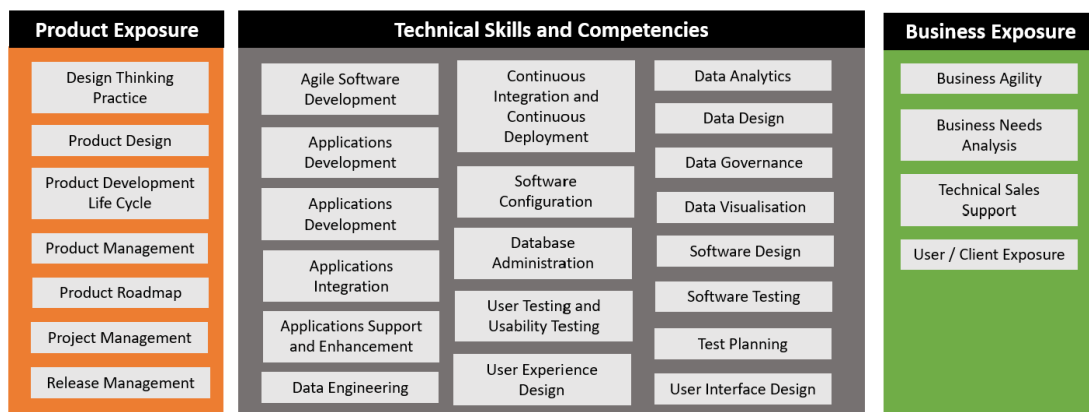 Product Exposure
Design Thinking
Practice
Product Design
Product Development
Life Cycle
Product Management
Product Roadmap
Project Management
Release Management
Technical Skills and Competencies
Agile Software
Development
Applications
Development
Applications
Development
Applications
Integration
Applications Support
and Enhancement
Data Engineering
Continuous
Integration and
Continuous
Deployment
Software
Configuration
Database
Administration
User Testing and
Usability Testing
User Experience
Design
Data Analytics
Data Design
Data Governance
Data Visualisation
Software Design
Software Testing
Test Planning
User Interface Design
Business Exposure
Business Agility
Business Needs
Analysis
Technical Sales
Support
User / Client Exposure